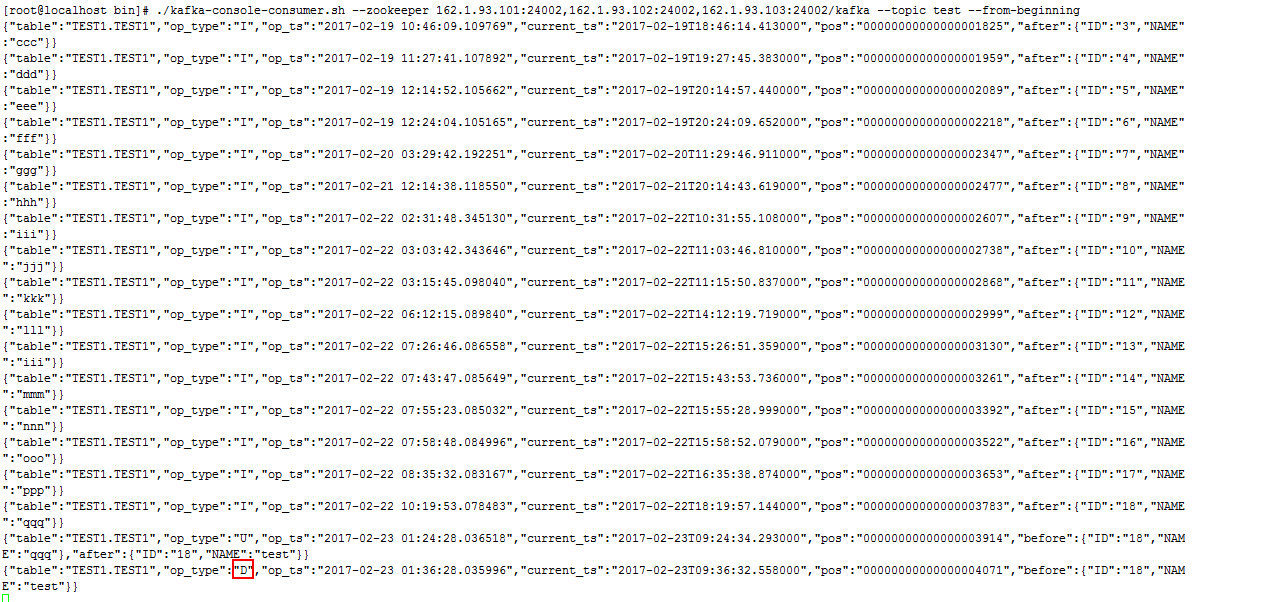 [root@localhost bin]# ./kafka-console-consumer.sh --zookeeper 162.1.93.101:24002,162.1.93.102:24002,162.1.93.103:24002/kafka --topic test --from-beginning
{"table":"TEST1.TEST1","op_type":"I","op_ts":"2017-02-19 10:46:09.109769","current_ts":"2017-02-19T18:46:14.413000","pos":"00000000000000001825","after":{"ID":"3","NAME"
:"ccc"}}
{"table":"TEST1.TEST1","op_type":"I","op_ts":"2017-02-19 11:27:41.107892","current_ts":"2017-02-19T19:27:45.383000","pos":"00000000000000001959","after":{"ID":"4","NAME"
:"ddd"}}
{"table":"TEST1.TEST1","op_type":"I","op_ts":"2017-02-19 12:14:52.105662","current_ts":"2017-02-19T20:14:57.440000","pos":"00000000000000002089","after":{"ID":"5","NAME"
:"eee"}}
{"table":"TEST1.TEST1","op_type":"I","op_ts":"2017-02-19 12:24:04.105165","current_ts":"2017-02-19T20:24:09.652000","pos":"00000000000000002218","after":{"ID":"6","NAME"
:"fff"}}
{"table":"TEST1.TEST1","op_type":"I","op_ts":"2017-02-20 03:29:42.192251","current_ts":"2017-02-20T11:29:46.911000","pos":"00000000000000002347","after":{"ID":"7","NAME"
:"ggg"}}
{"table":"TEST1.TEST1","op_type":"I","op_ts":"2017-02-21 12:14:38.118550","current_ts":"2017-02-21T20:14:43.619000","pos":"00000000000000002477","after":{"ID":"8","NAME"
:"hhh"}}
{"table":"TEST1.TEST1","op_type":"I","op_ts":"2017-02-22 02:31:48.345130","current_ts":"2017-02-22T10:31:55.108000","pos":"00000000000000002607","after":{"ID":"9","NAME"
:"iii"}}
{"table":"TEST1.TEST1","op_type":"I","op_ts":"2017-02-22 03:03:42.343646","current_ts":"2017-02-22T11:03:46.810000","pos":"00000000000000002738","after":{"ID":"10","NAME
":"jjj"}}
{"table":"TEST1.TEST1","op_type":"I","op_ts":"2017-02-22 03:15:45.098040","current_ts":"2017-02-22T11:15:50.837000","pos":"00000000000000002868","after":{"ID":"11","NAME
":"kkk"}}
{"table":"TEST1.TEST1","op_type":"I","op_ts":"2017-02-22 06:12:15.089840","current_ts":"2017-02-22T14:12:19.719000","pos":"00000000000000002999","after":{"ID":"12","NAME
":"lll"}}
{"table":"TEST1.TEST1","op_type":"I","op_ts":"2017-02-22 07:26:46.086558","current_ts":"2017-02-22T15:26:51.359000","pos":"00000000000000003130","after":{"ID":"13","NAME
":"iii"}}
{"table":"TEST1.TEST1","op_type":"I","op_ts":"2017-02-22 07:43:47.085649","current_ts":"2017-02-22T15:43:53.736000","pos":"00000000000000003261","after":{"ID":"14","NAME
":"mmm"}}
{"table":"TEST1.TEST1","op_type":"I","op_ts":"2017-02-22 07:55:23.085032","current_ts":"2017-02-22T15:55:28.999000","pos":"00000000000000003392","after":{"ID":"15","NAME
":"nnn"}}
{"table":"TEST1.TEST1","op_type":"I","op_ts":"2017-02-22 07:58:48.084996","current_ts":"2017-02-22T15:58:52.079000","pos":"00000000000000003522","after":{"ID":"16","NAME
":"ooo"}}
{"table":"TEST1.TEST1","op_type":"I","op_ts":"2017-02-22 08:35:32.083167","current_ts":"2017-02-22T16:35:38.874000","pos":"00000000000000003653","after":{"ID":"17","NAME
":"ppp"}}
{"table":"TEST1.TEST1","op_type":"I","op_ts":"2017-02-22 10:19:53.078483","current_ts":"2017-02-22T18:19:57.144000","pos":"00000000000000003783","after":{"ID":"18","NAME
":"qqq"}}
{"table":"TEST1.TEST1","op_type":"U","op_ts":"2017-02-23 01:24:28.036518","current_ts":"2017-02-23T09:24:34.293000","pos":"00000000000000003914","before":{"ID":"18","NAM
E":"qqq"},"after":{"ID":"18","NAME":"test"}}
{"table":"TEST1.TEST1","op_type":"D","op_ts":"2017-02-23 01:36:28.035996","current_ts":"2017-02-23T09:36:32.558000","pos":"00000000000000004071","before":{"ID":"18","NAM
E":"test"}}